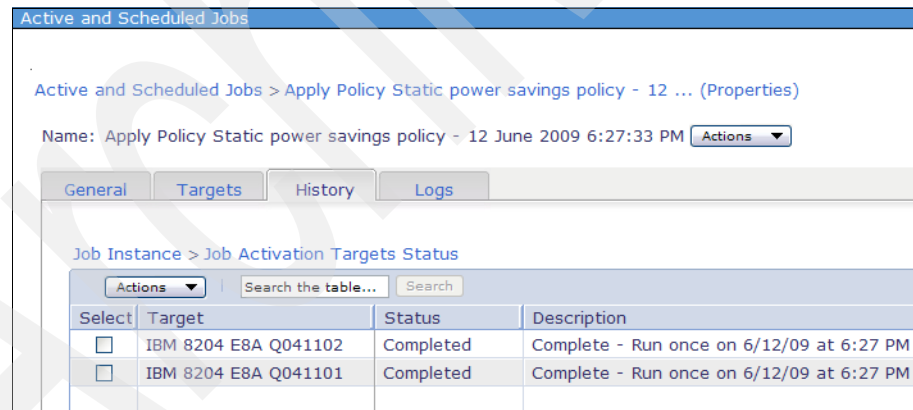 Active and Scheduled Jobs
Active and Scheduled Jobs > Apply Policy Static power savings policy - 12 ... (Properties)
Name: Apply Policy Static power savings policy - 12 June 2009 6:27:33 PM Actions
General Targets History Logs
Job Instance > Job Activation Targets Status
Actions Search the table... Search
Select Target Status Description
IBM 8204 E8A Q041102 Completed Complete - Run once on 6/12/09 at 6:27 PM
IBM 8204 E8A Q041101 Completed Complete - Run once on 6/12/09 at 6:27 PM